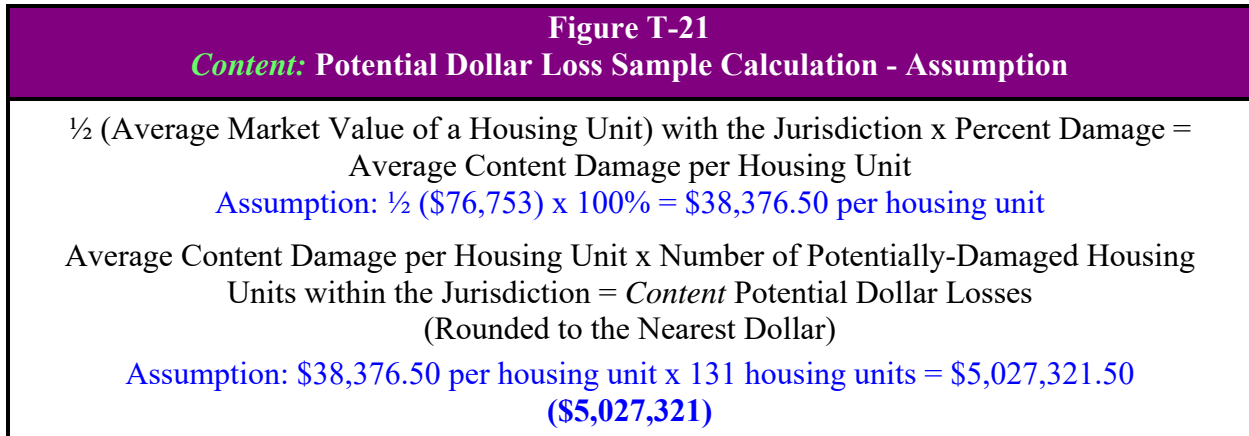 Figure T-21
Content: Potential Dollar Loss Sample Calculation - Assumption
½ (Average Market Value of a Housing Unit) with the Jurisdiction x Percent Damage =
Average Content Damage per Housing Unit
Assumption: ½ ($76,753) x 100% = $38,376.50 per housing unit
Average Content Damage per Housing Unit x Number of Potentially-Damaged Housing
Units within the Jurisdiction = Content Potential Dollar Losses
(Rounded to the Nearest Dollar)
Assumption: $38,376.50 per housing unit x 131 housing units = $5,027,321.50
($5,027,321)